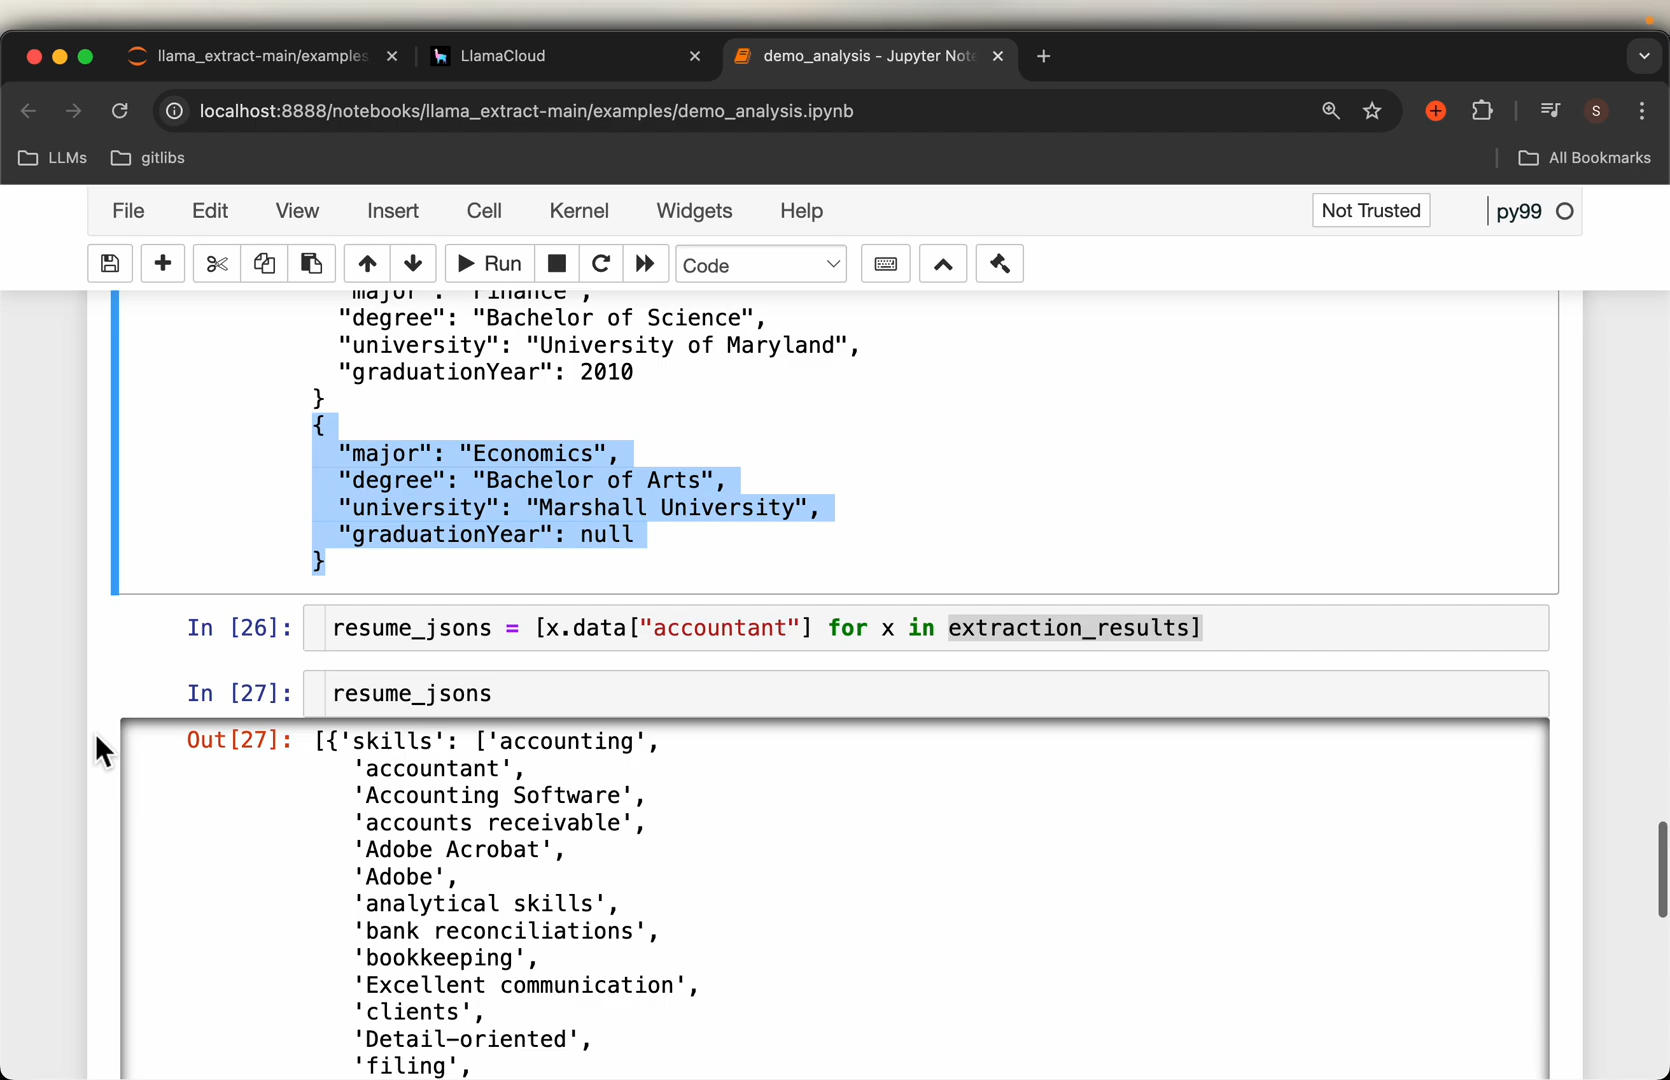 llama_extract-main/examples
LlamaCloud
demo_analysis - Jupyter Note
localhost:8888/notebooks/llama_extract-main/examples/demo_analysis.ipynb
S
LLMs
gitlibs
All Bookmarks
File Edit View Insert Cell Kernel Widgets Help
Not Trusted
py99
Run
Code
"major": "Finance",
"degree": "Bachelor of Science",
"university": "University of Maryland",
"graduationYear": 2010
}
{
"major": "Economics",
"degree": "Bachelor of Arts",
"university": "Marshall University",
"graduationYear": null
}
In [26]: resume_jsons = [x.data["accountant"] for x in extraction_results]
In [27]: resume_jsons
Out[27]: [{'skills': ['accounting',
'accountant',
'Accounting Software',
'accounts receivable',
'Adobe Acrobat',
'Adobe',
'analytical skills',
'bank reconciliations',
'bookkeeping',
'Excellent communication',
'clients',
'Detail-oriented',
'filing',